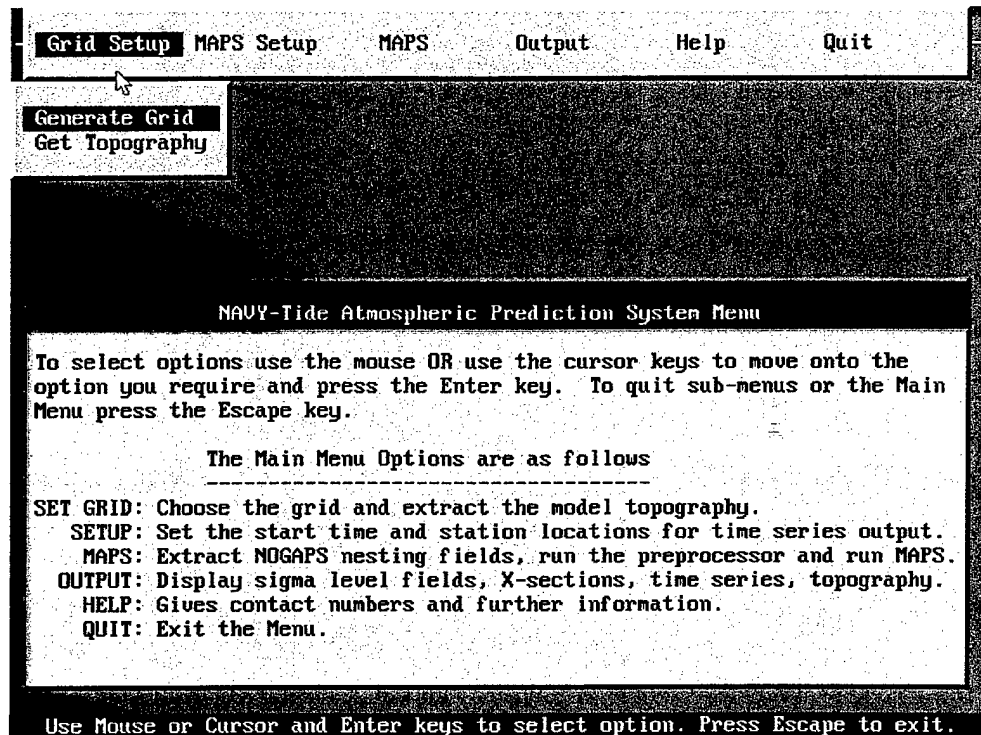 Grid Setup MAPS Setup MAPS Output Help Quit
Generate Grid
Get Topography
NAVY-Tide Atmospheric Prediction System Menu
To select options use the mouse OR use the cursor keys to move onto the
option you require and press the Enter key. To quit sub-menus or the Main
Menu press the Escape key.
The Main Menu Options are as follows
----------------------------------------
SET GRID: Choose the grid and extract the model topography.
SETUP: Set the start time and station locations for time series output.
MAPS: Extract NOGAPS nesting fields, run the preprocessor and run MAPS.
OUTPUT: Display sigma level fields, X-sections, time series, topography.
HELP: Gives contact numbers and further information.
QUIT: Exit the Menu.
Use Mouse or Cursor and Enter keys to select option. Press Escape to exit.